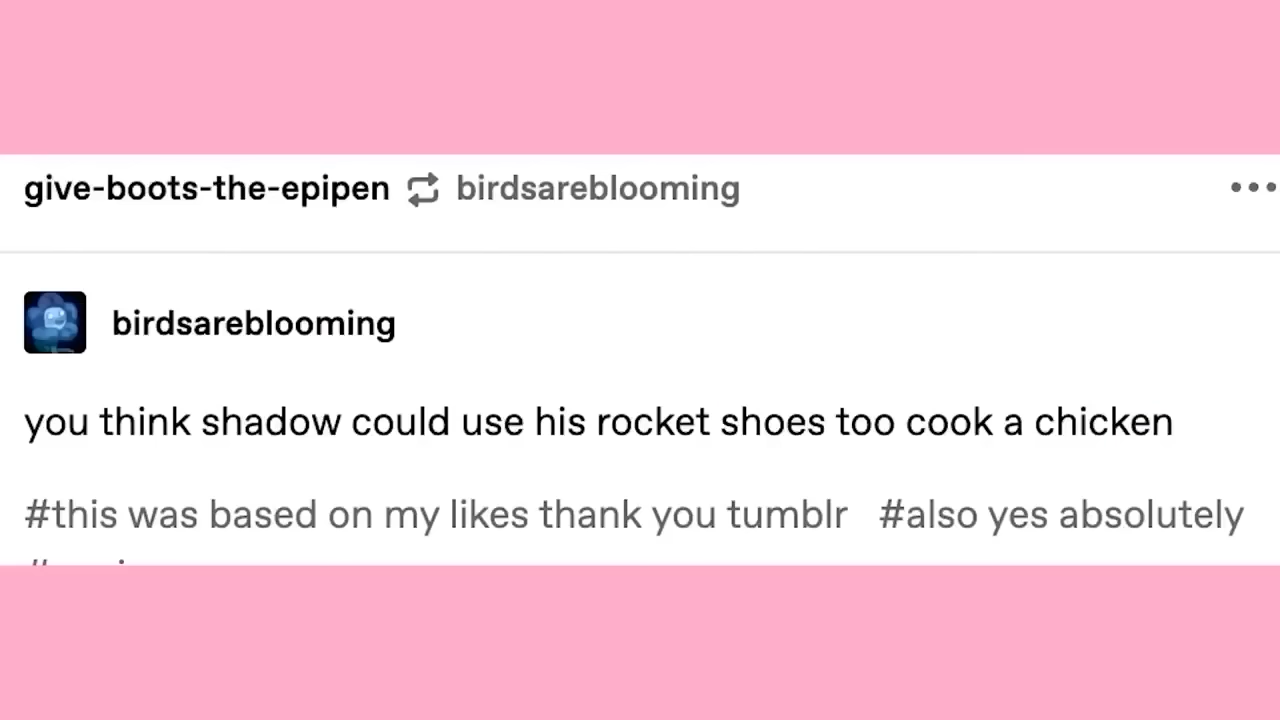 give-boots-the-epipen birdsareblooming
birdsareblooming
you think shadow could use his rocket shoes too cook a chicken
#this was based on my likes thank you tumblr #also yes absolutely